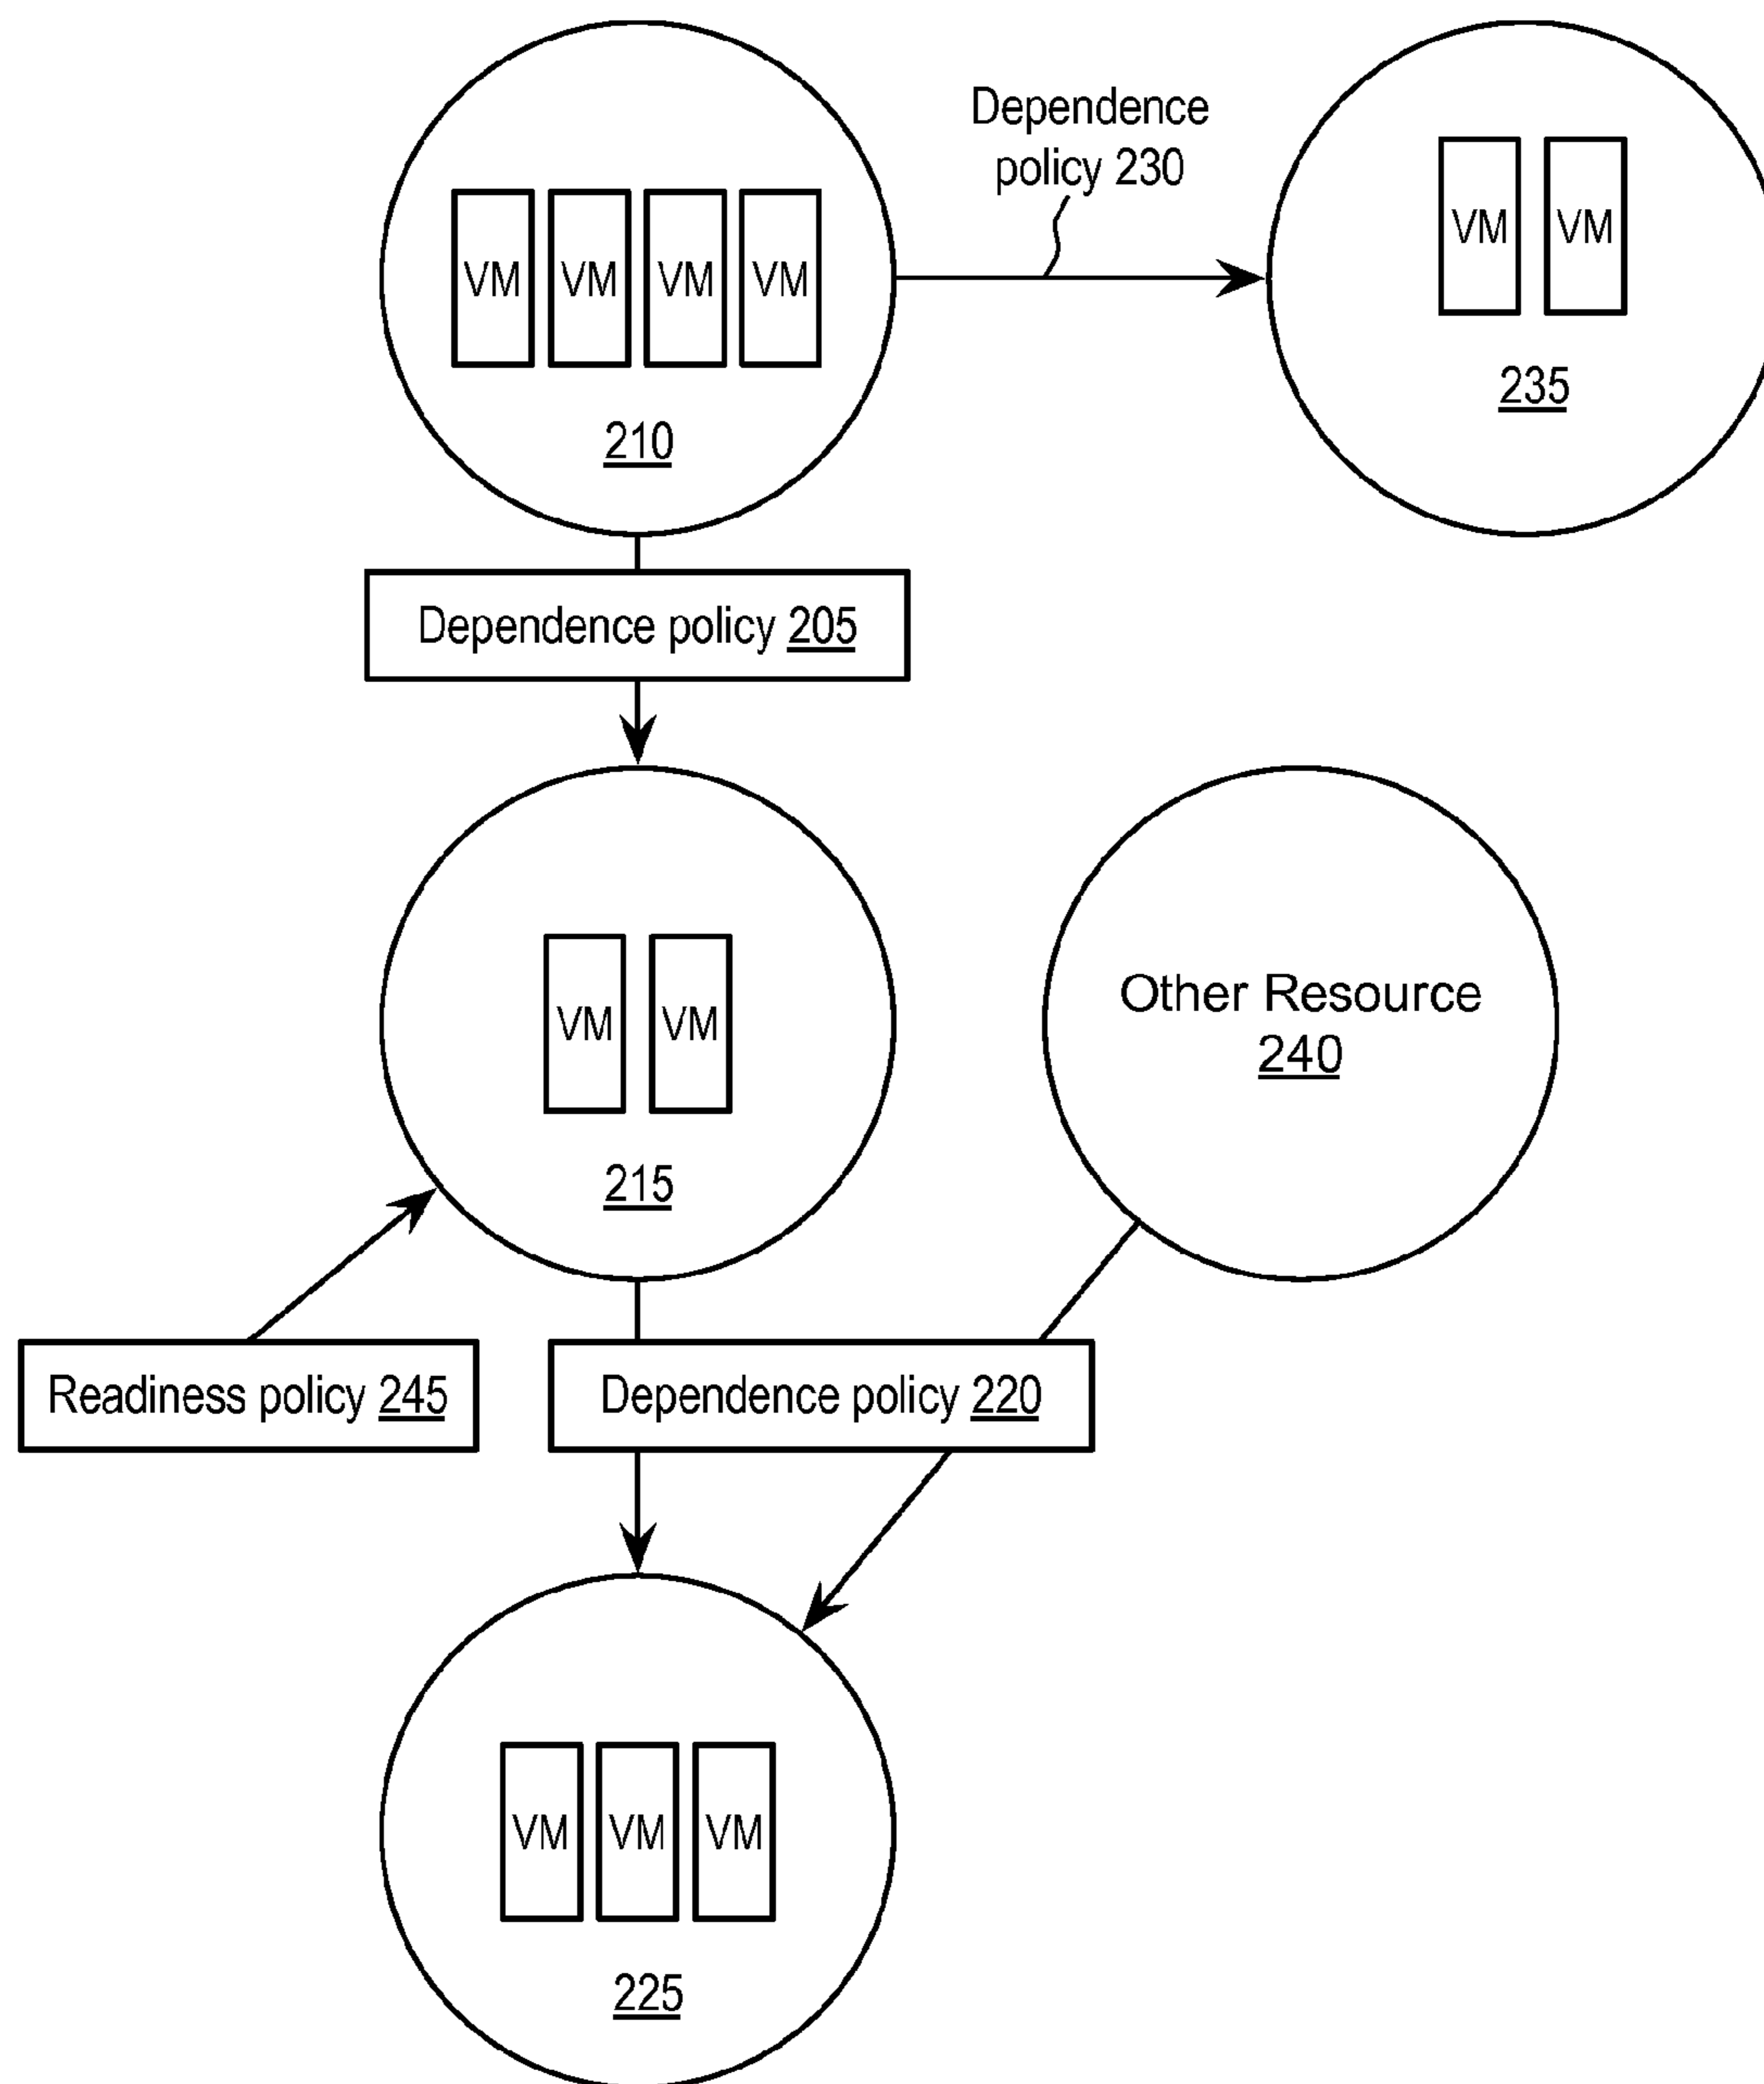 Dependence
policy 230
VM VM
VM VM VM VM
235
210
Dependence policy 205
Other Resource
240
VM VM
215
Readiness policy 245
Dependence policy 220
VM VM VM
225